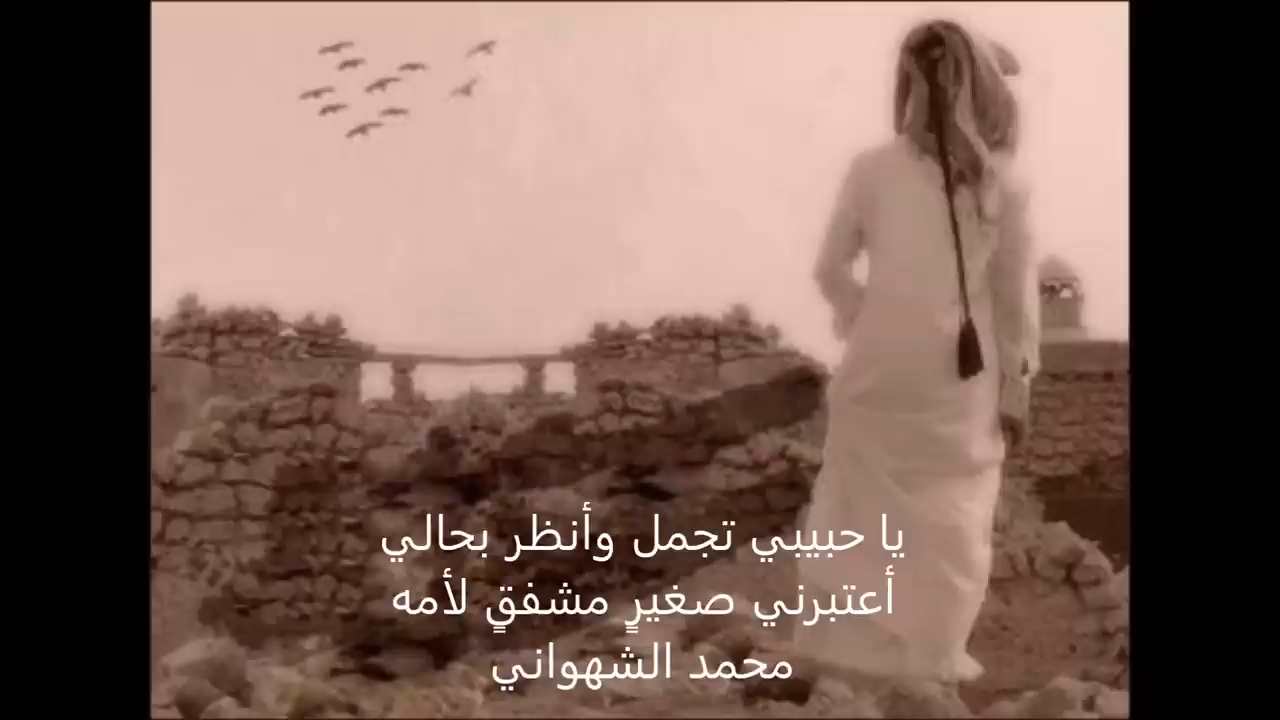 يا حبيبي تجمل وأنظر بحالي
أعتبرني صغيرٍ مشفقٍ لأمه
محمد الشهواني